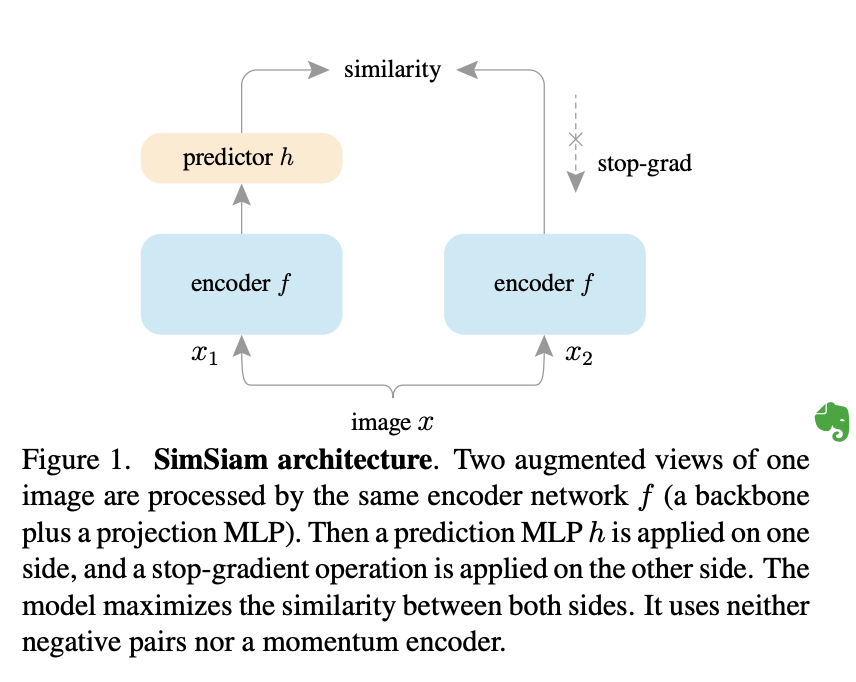 similarity
predictor h
stop-grad
encoder f
encoder f
x1
x2
image x
Figure 1. SimSiam architecture. Two augmented views of one
image are processed by the same encoder network f (a backbone
plus a projection MLP). Then a prediction MLP h is applied on one
side, and a stop-gradient operation is applied on the other side. The
model maximizes the similarity between both sides. It uses neither
negative pairs nor a momentum encoder.